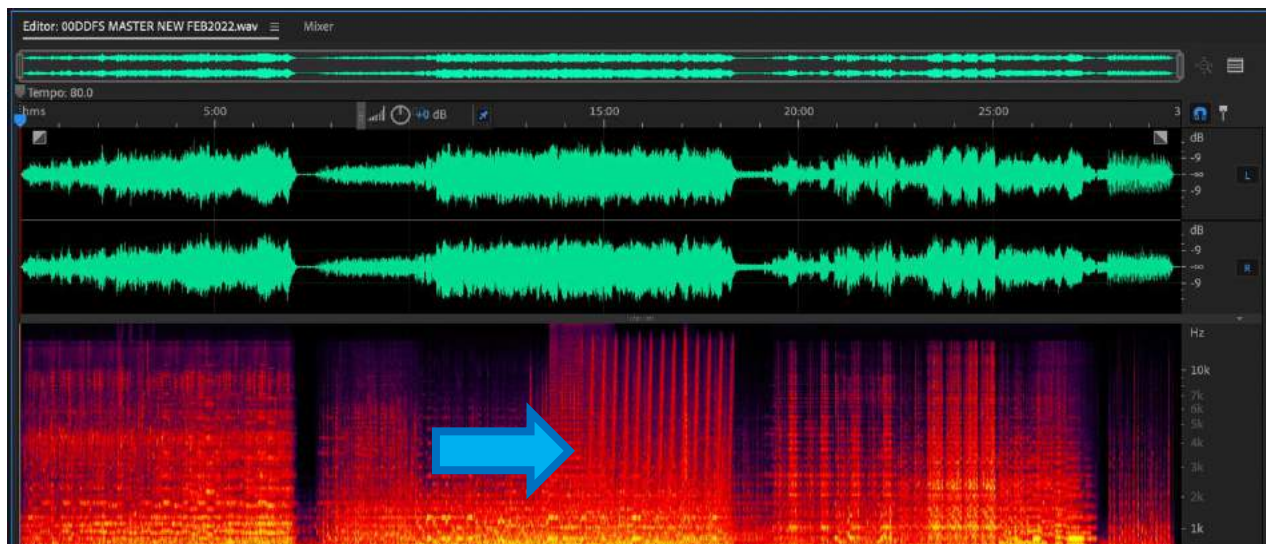 Editor: 00DDFS MASTER NEW FEB2022.wav ☰ Mixer
Tempo: 80.0
hms 5:00 +0 dB 15:00 20:00 25:00 3
dB
-9
-∞
-9
L
dB
-9
-∞
-9
R
Hz
10k
7k
6k
5k
4k
3k
2k
1k